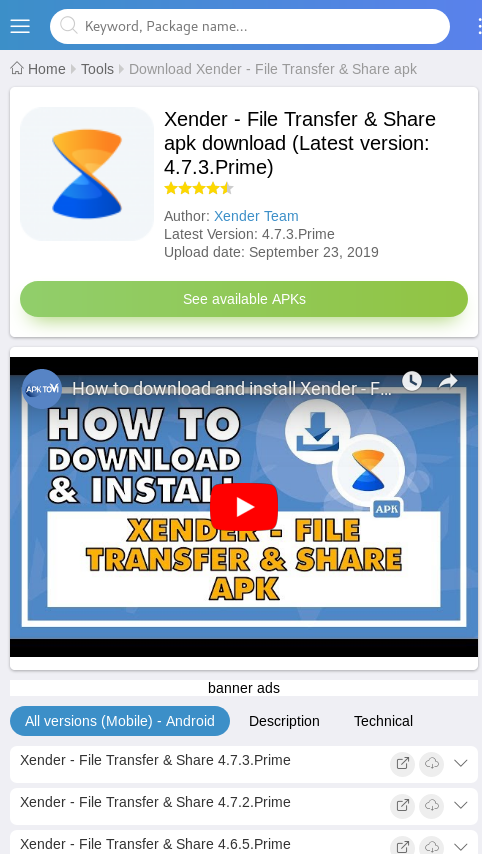 Keyword, Package name...
Home Tools Download Xender - File Transfer & Share apk
Xender - File Transfer & Share
apk download (Latest version:
4.7.3.Prime)
Author: Xender Team
Latest Version: 4.7.3.Prime
Upload date: September 23, 2019
See available APKs
How to download and install Xender - F...
HOW TO
DOWNLOAD
& INSTALL
APK
XENDER - FILE
TRANSFER & SHARE
APK
banner ads
All versions (Mobile) - Android Description Technical
Xender - File Transfer & Share 4.7.3.Prime
Xender - File Transfer & Share 4.7.2.Prime
Xender - File Transfer & Share 4.6.5.Prime